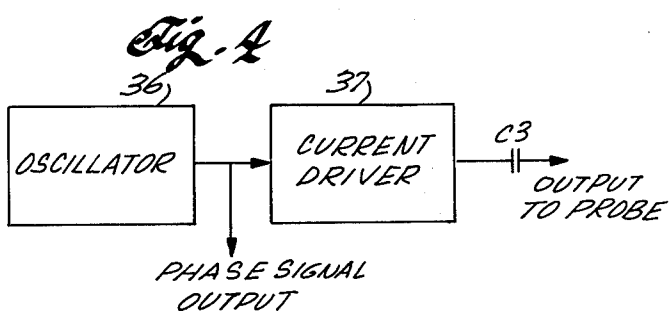 Fig. 4
36
37
OSCILLATOR
CURRENT
DRIVER
C3
OUTPUT
TO PROBE
PHASE SIGNAL
OUTPUT